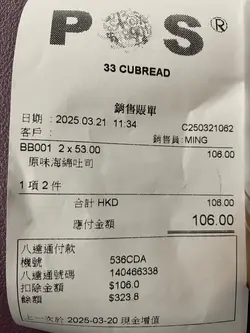 POS
33 CUBREAD
銷售賬單
日期 : 2025.03.21 11:34 C250321062
客戶 : 銷售員: MING
BB001 2 x 53.00 106.00
原味海綿吐司
1 項 2 件
合計 HKD 106.00
應付金額 106.00
八達通付款
機號 536CDA
八達通號碼 140466338
扣除金額 $106.0
餘額 $323.8
上一次於 2025-03-20 現金增值